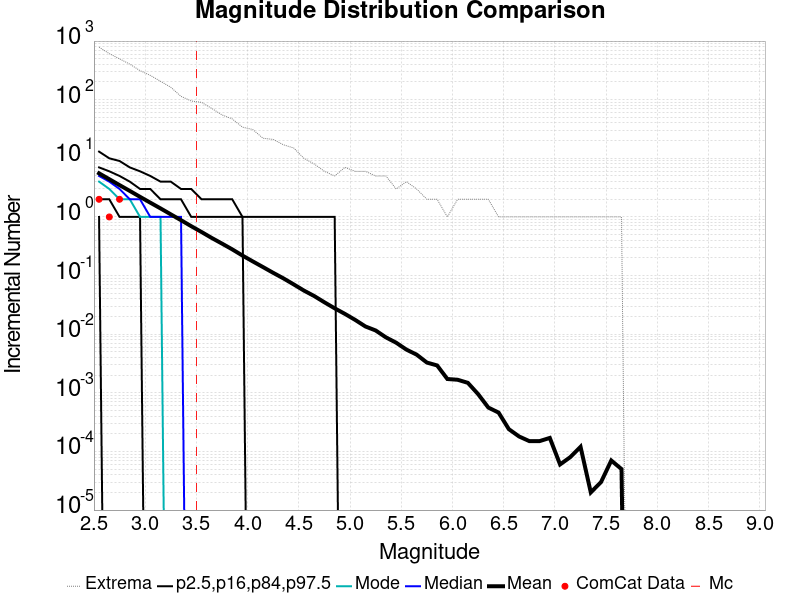 Magnitude Distribution Comparison
10^3
10^2
10^1
10^0
10^-1
10^-2
10^-3
10^-4
10^-5
Incremental Number
2.5 3.0 3.5 4.0 4.5 5.0 5.5 6.0 6.5 7.0 7.5 8.0 8.5 9.0
Magnitude
Extrema p2.5,p16,p84,p97.5 Mode Median Mean ComCat Data Mc